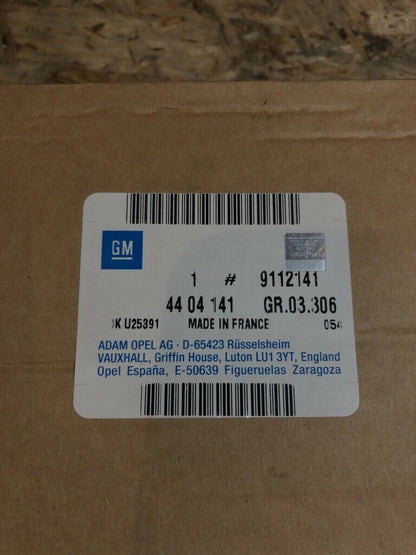 GM
ORIGINAL
1 # 9112141
44 04 141 GR.03.306
K U25391 MADE IN FRANCE 054
ADAM OPEL AG · D-65423 Rüsselsheim
VAUXHALL, Griffin House, Luton LU1 3YT, England
Opel España, E-50639 Figueruelas Zaragoza